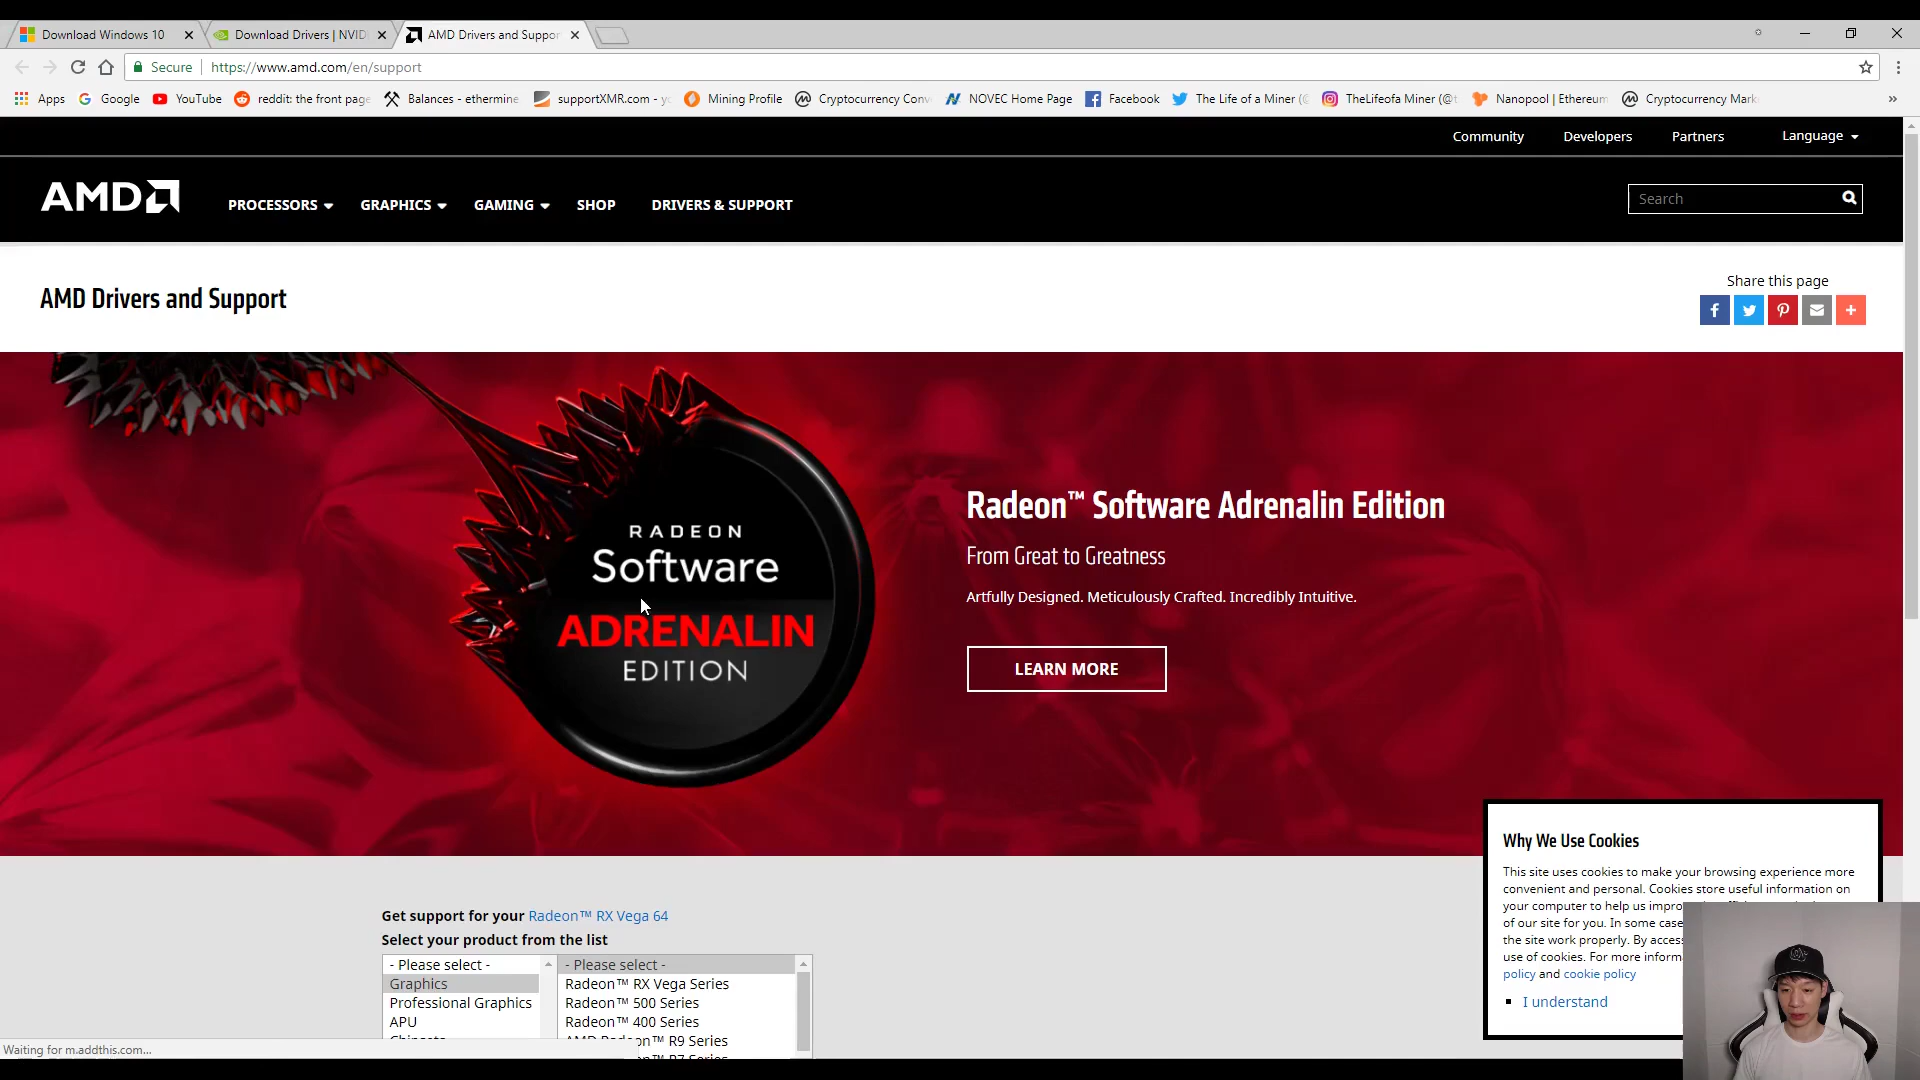 Download Windows 10
Download Drivers | NVID
AMD Drivers and Suppor
Secure
https://www.amd.com/en/support
Apps
Google
YouTube
reddit: the front page
Balances - ethermine
supportXMR.com - y
Mining Profile
Cryptocurrency Conv
NOVEC Home Page
Facebook
The Life of a Miner (@
TheLifeofa Miner (@t
Nanopool | Ethereum
Cryptocurrency Mark
»
Community
Developers
Partners
Language
AMD
PROCESSORS
GRAPHICS
GAMING
SHOP
DRIVERS & SUPPORT
Search
AMD Drivers and Support
Share this page
RADEON
Software
ADRENALIN
EDITION
Radeon™ Software Adrenalin Edition
From Great to Greatness
Artfully Designed. Meticulously Crafted. Incredibly Intuitive.
LEARN MORE
Get support for your Radeon™ RX Vega 64
Select your product from the list
- Please select -
Graphics
Professional Graphics
APU
- Please select -
Radeon™ RX Vega Series
Radeon™ 500 Series
Radeon™ 400 Series
AMD Radeon™ R9 Series
Why We Use Cookies
This site uses cookies to make your browsing experience more
convenient and personal. Cookies store useful information on
your computer to help us
of our site for you. In some
the site work properly. By
use of cookies. For more
policy and cookie policy
I understand
Waiting for m.addthis.com...